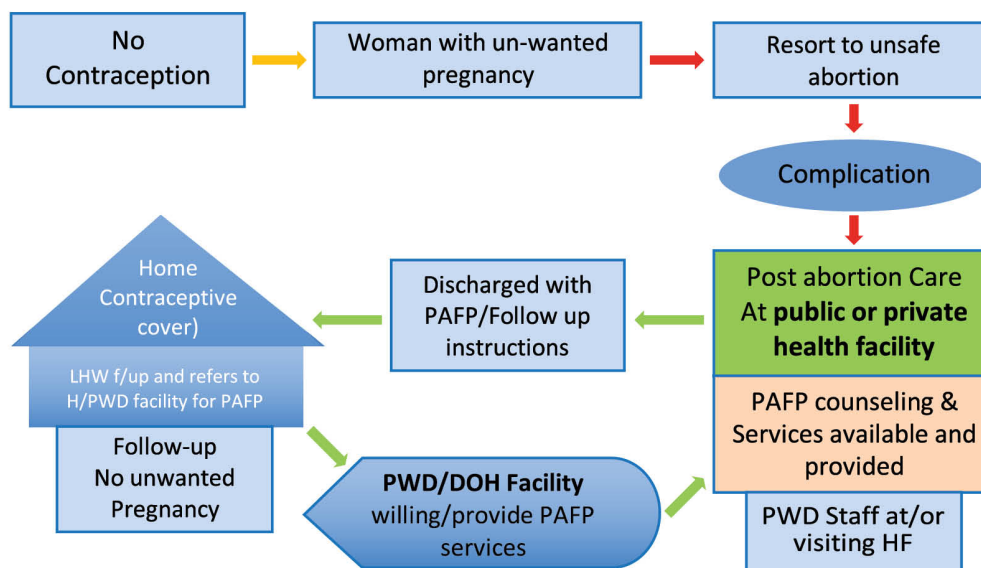 No
Contraception
Woman with un-wanted
pregnancy
Resort to unsafe
abortion
Complication
Post abortion Care
At public or private
health facility
PAFP counseling &
Services available and
provided
PWD Staff at/or
visiting HF
Discharged with
PAFP/Follow up
instructions
Home
Contraceptive
cover)
LHW f/up and refers to
H/PWD facility for PAFP
Follow-up
No unwanted
Pregnancy
PWD/DOH Facility
willing/provide PAFP
services